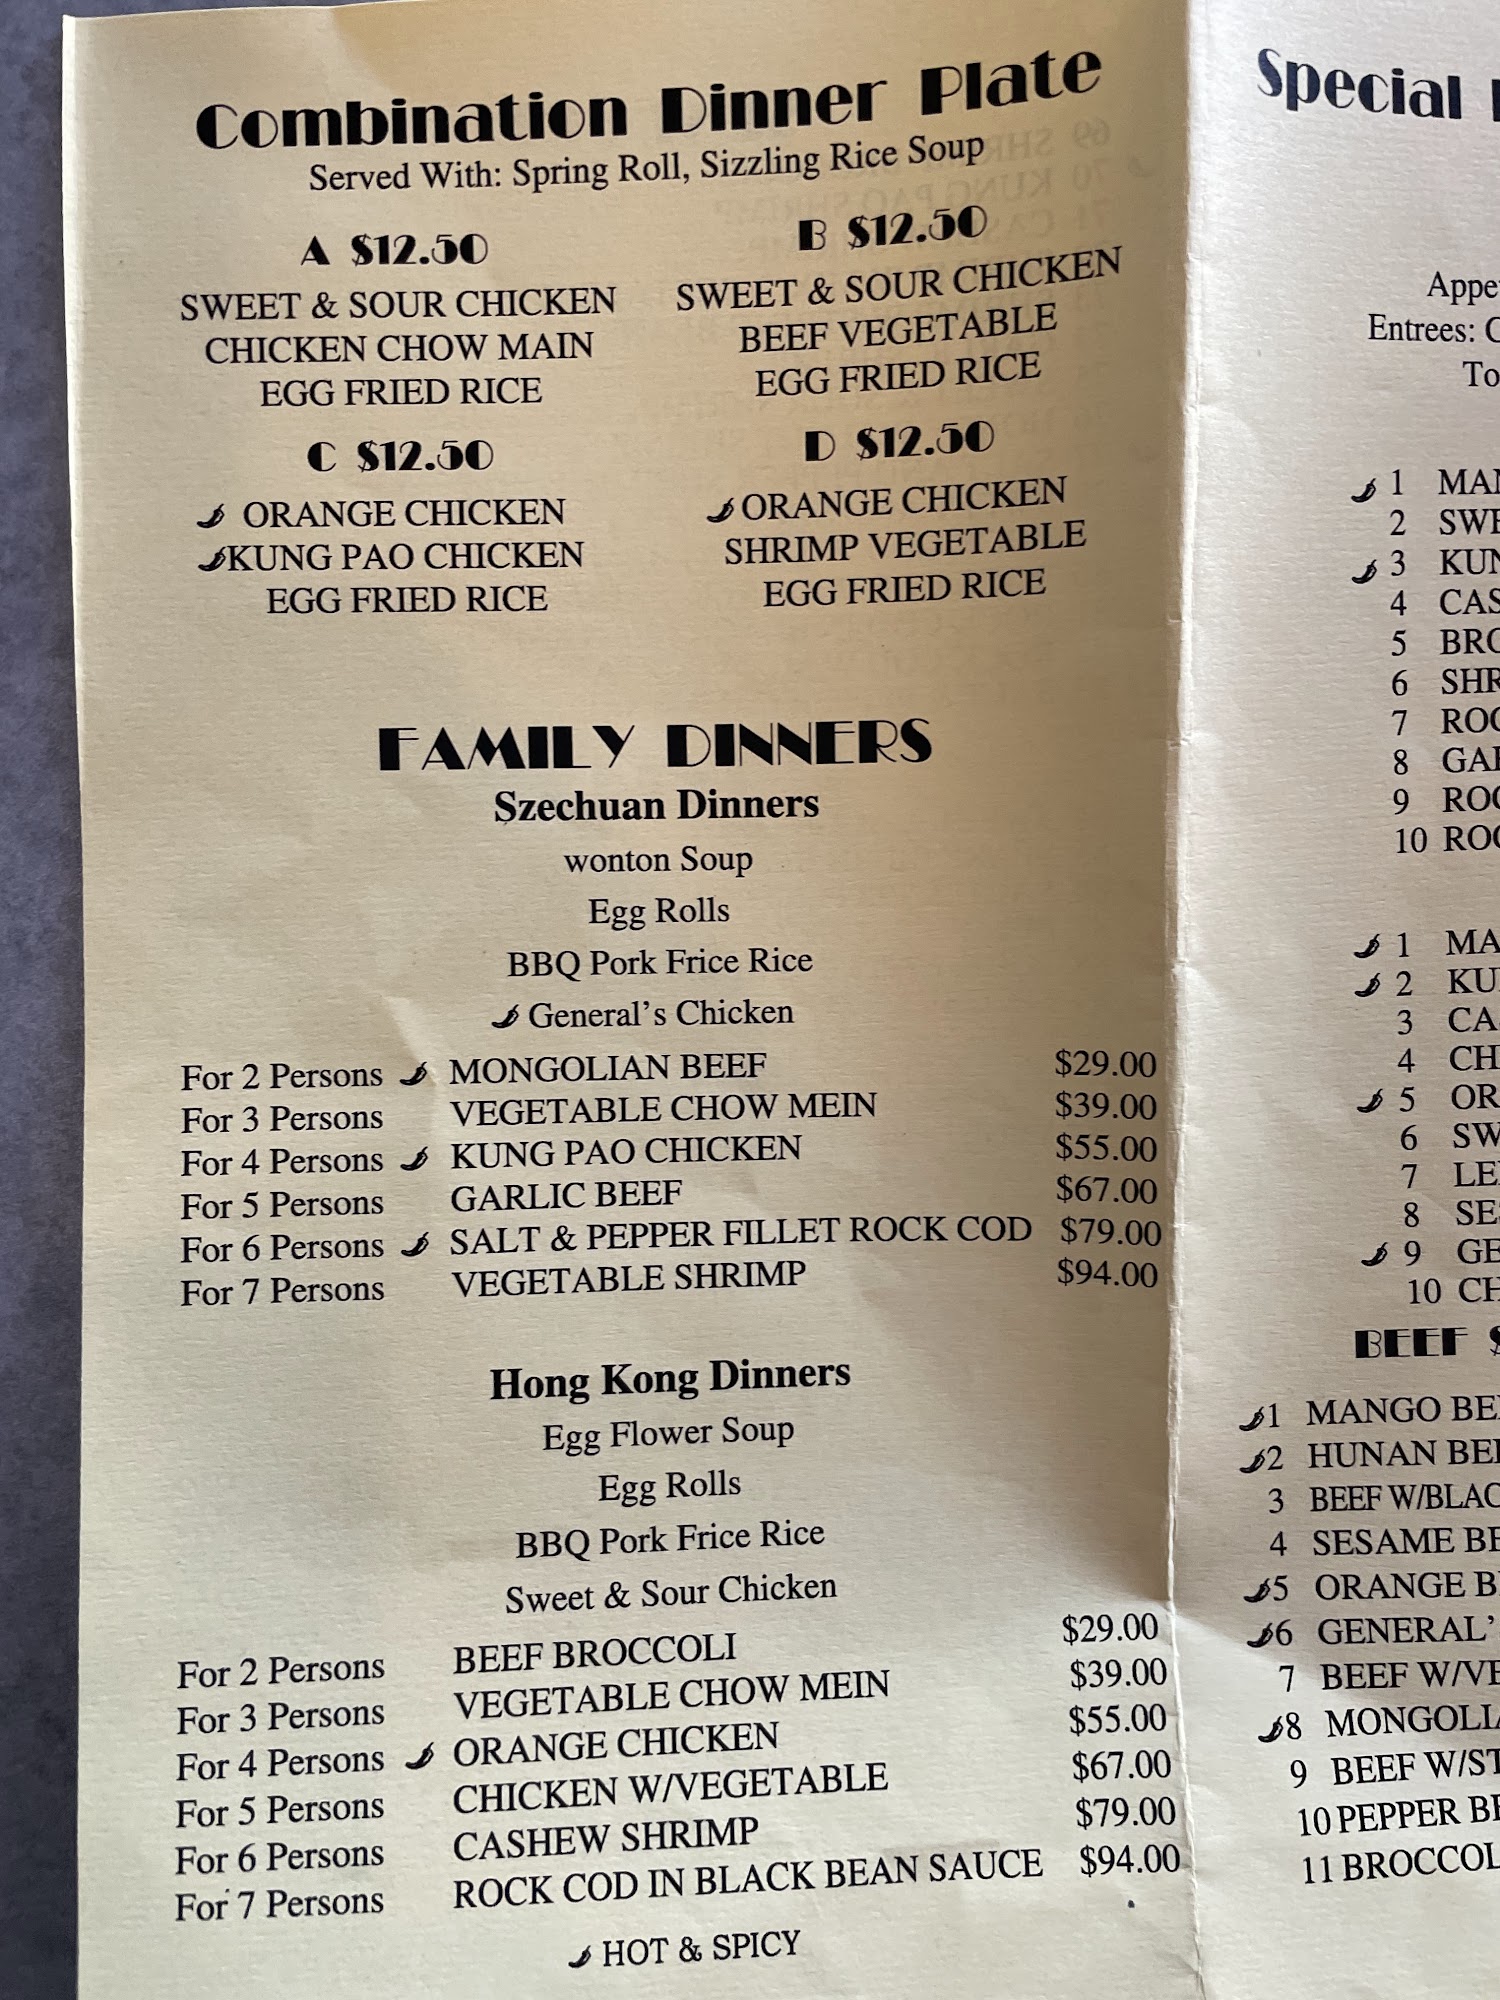 Combination Dinner Plate
Served With: Spring Roll, Sizzling Rice Soup
A $12.50
SWEET & SOUR CHICKEN
CHICKEN CHOW MAIN
EGG FRIED RICE
B $12.50
SWEET & SOUR CHICKEN
BEEF VEGETABLE
EGG FRIED RICE
C $12.50
ORANGE CHICKEN
KUNG PAO CHICKEN
EGG FRIED RICE
D $12.50
ORANGE CHICKEN
SHRIMP VEGETABLE
EGG FRIED RICE
FAMILY DINNERS
Szechuan Dinners
wonton Soup
Egg Rolls
BBQ Pork Frice Rice
General's Chicken
For 2 Persons MONGOLIAN BEEF $29.00
For 3 Persons VEGETABLE CHOW MEIN $39.00
For 4 Persons KUNG PAO CHICKEN $55.00
For 5 Persons GARLIC BEEF $67.00
For 6 Persons SALT & PEPPER FILLET ROCK COD $79.00
For 7 Persons VEGETABLE SHRIMP $94.00
Hong Kong Dinners
Egg Flower Soup
Egg Rolls
BBQ Pork Frice Rice
Sweet & Sour Chicken
For 2 Persons BEEF BROCCOLI $29.00
For 3 Persons VEGETABLE CHOW MEIN $39.00
For 4 Persons ORANGE CHICKEN $55.00
For 5 Persons CHICKEN W/VEGETABLE $67.00
For 6 Persons CASHEW SHRIMP $79.00
For 7 Persons ROCK COD IN BLACK BEAN SAUCE $94.00
HOT & SPICY
Special
Entrees:
1
2
3
4
5
6
7
8
9
10
1
2
3
4
5
6
7
8
9
10
BEEF
1 MANGO
2 HUNAN
3 BEEF
4 SESAME
5 ORANGE
6 GENERAL'
7 BEEF
8
9 BEEF
10 PEPPER
11